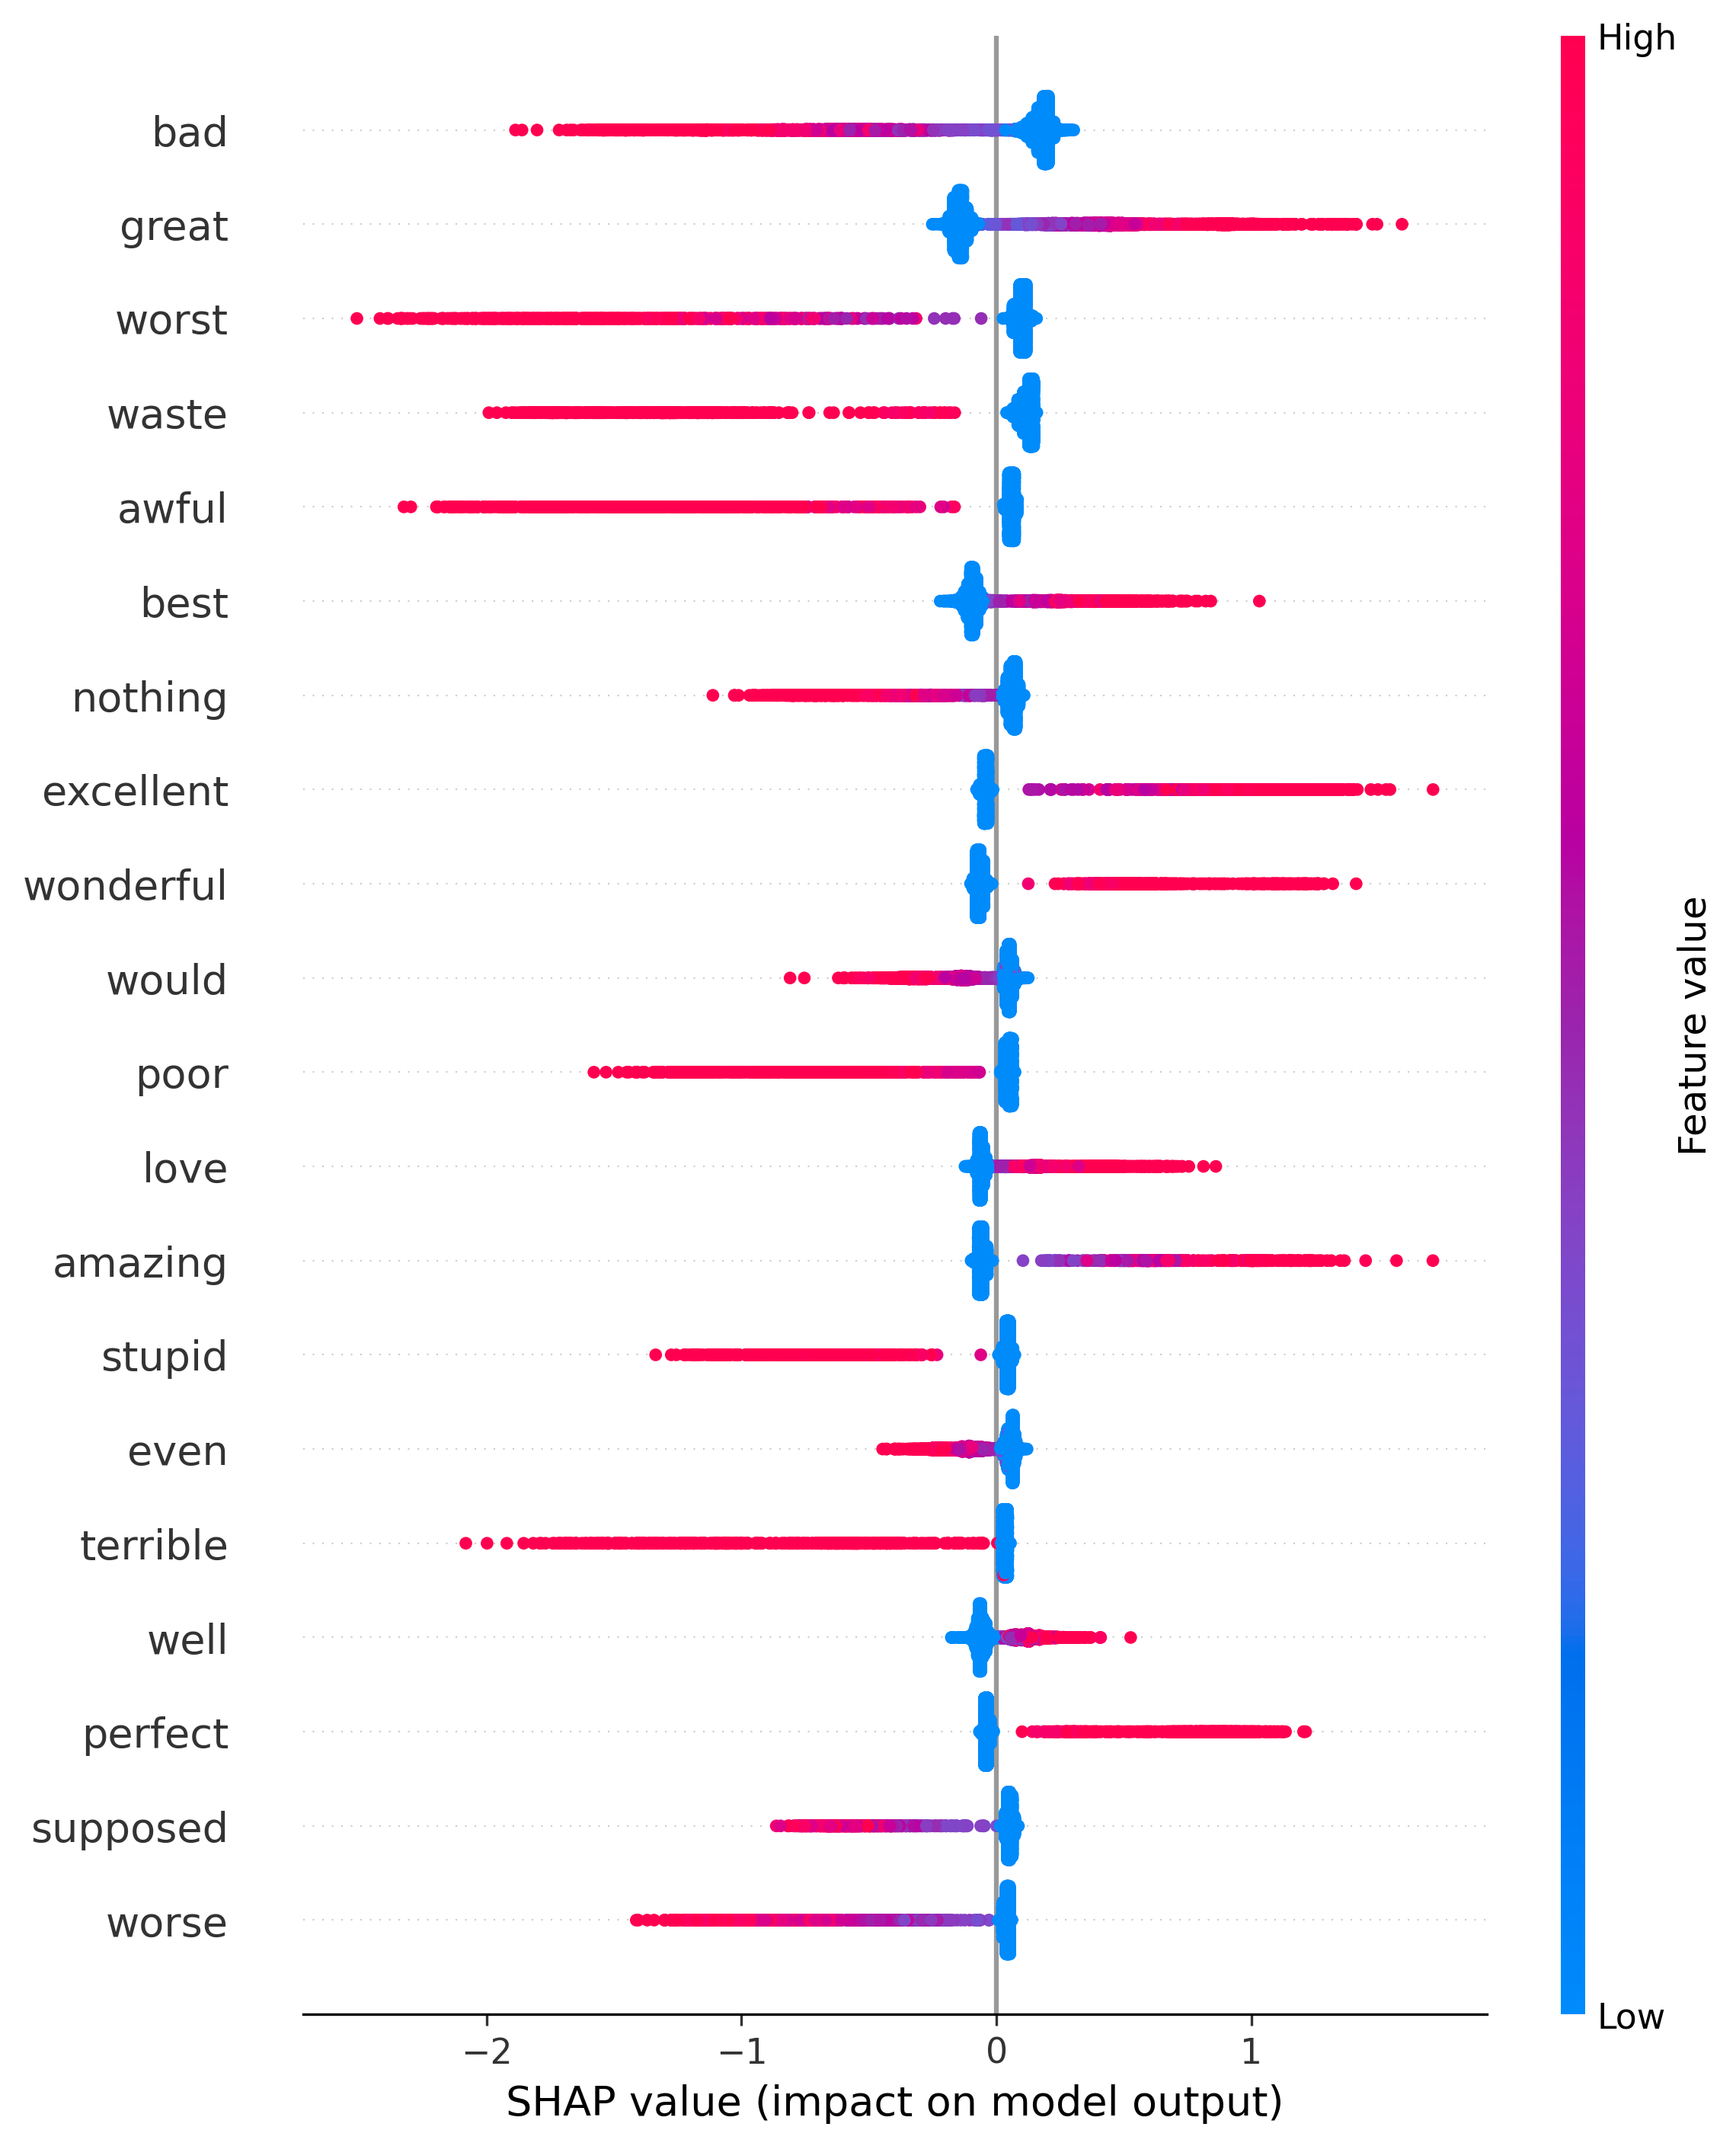 High
bad
great
worst
waste
awful
best
nothing
excellent
wonderful
would
poor
love
amazing
stupid
even
terrible
well
perfect
supposed
worse
Feature value
Low
−2 −1 0 1
SHAP value (impact on model output)